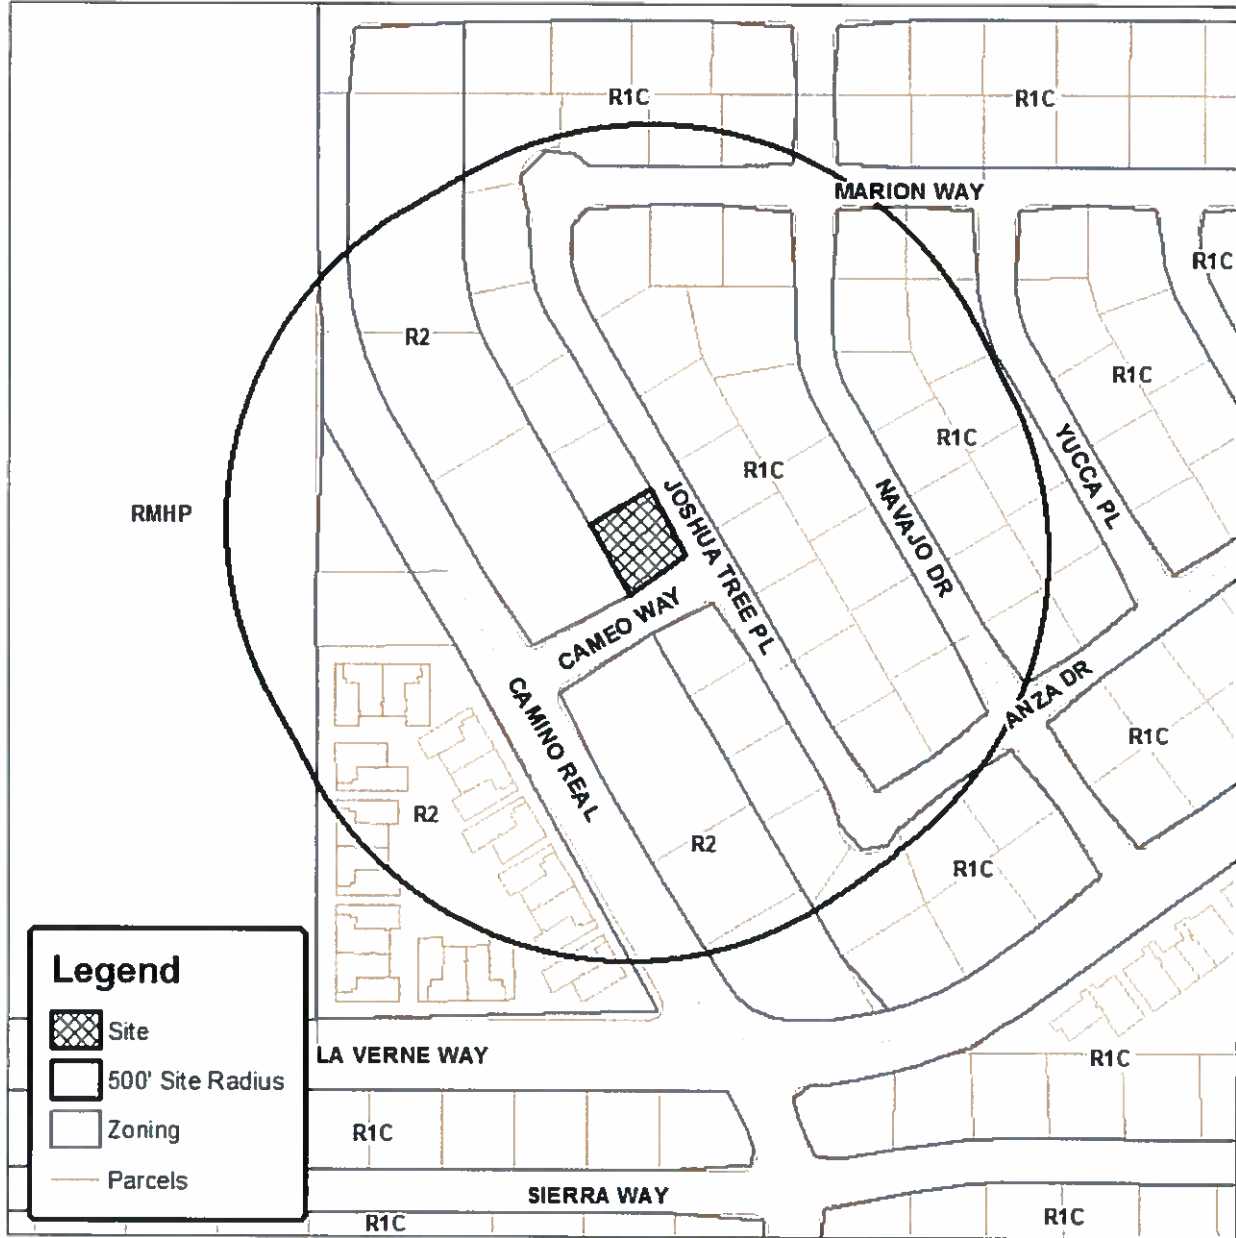 R1C
R1C
MARION WAY
R1C
R2
R1C
R1C
YUCCA PL
R1C
JOSHUA TREE PL
NAVAJO DR
RMHP
CAMEO WAY
CAMINO REAL
ANZA DR
R1C
R2
R2
R1C
Legend
Site
500' Site Radius
Zoning
Parcels
LA VERNE WAY
R1C
R1C
SIERRA WAY
R1C
R1C